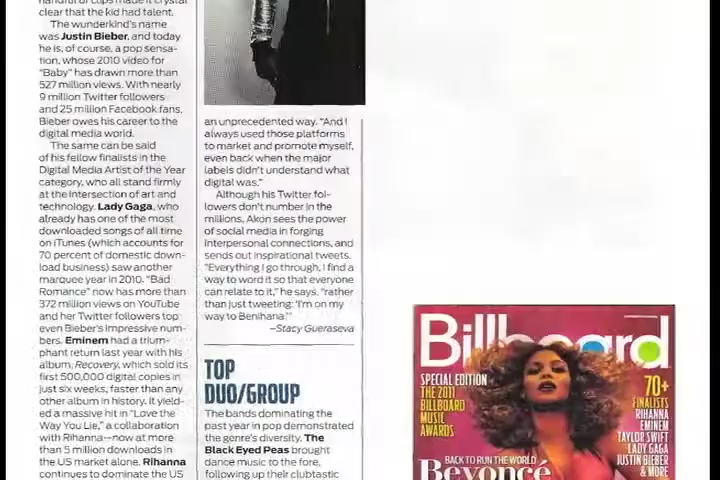 handful of clips made it crystal
clear that the kid had talent.
The wunderkind's name
was Justin Bieber, and today
he is, of course, a pop sensa-
tion, whose 2010 video for
"Baby" has drawn more than
527 million views. With nearly
9 million Twitter followers
and 25 million Facebook fans,
Bieber owes his career to the
digital media world.
The same can be said
of his fellow finalists in the
Digital Media Artist of the Year
category, who all stand firmly
at the intersection of art and
technology. Lady Gaga, who
already has one of the most
downloaded songs of all time
on iTunes (which accounts for
70 percent of domestic down-
load business) saw another
marquee year in 2010. "Bad
Romance" now has more than
372 million views on YouTube
and her Twitter followers top
even Bieber's impressive num-
bers. Eminem had a trium-
phant return last year with his
album, Recovery, which sold its
first 500,000 digital copies in
just six weeks, faster than any
other album in history. It yield-
ed a massive hit in "Love the
Way You Lie," a collaboration
with Rihanna—now at more
than 5 million downloads in
the US market alone. Rihanna
continues to dominate the US
an unprecedented way. "And I
always used those platforms
to market and promote myself,
even back when the major
labels didn't understand what
digital was."
Although his Twitter fol-
lowers don't number in the
millions, Akon sees the power
of social media in forging
interpersonal connections, and
sends out inspirational tweets.
"Everything I go through, I find a
way to word it so that everyone
can relate to it," he says, "rather
than just tweeting: 'I'm on my
way to Benihana.'"
—Stacy Gueraseva
TOP
DUO/GROUP
The bands dominating the
past year in pop demonstrated
the genre's diversity. The
Black Eyed Peas brought
dance music to the fore,
following up their clubtastic
Billboard
SPECIAL EDITION
THE 2011
BILLBOARD
MUSIC
AWARDS
70+
FINALISTS
RIHANNA
EMINEM
TAYLOR SWIFT
LADY GAGA
JUSTIN BIEBER
& MORE
BACK TO RUN THE WORLD
Beyoncé